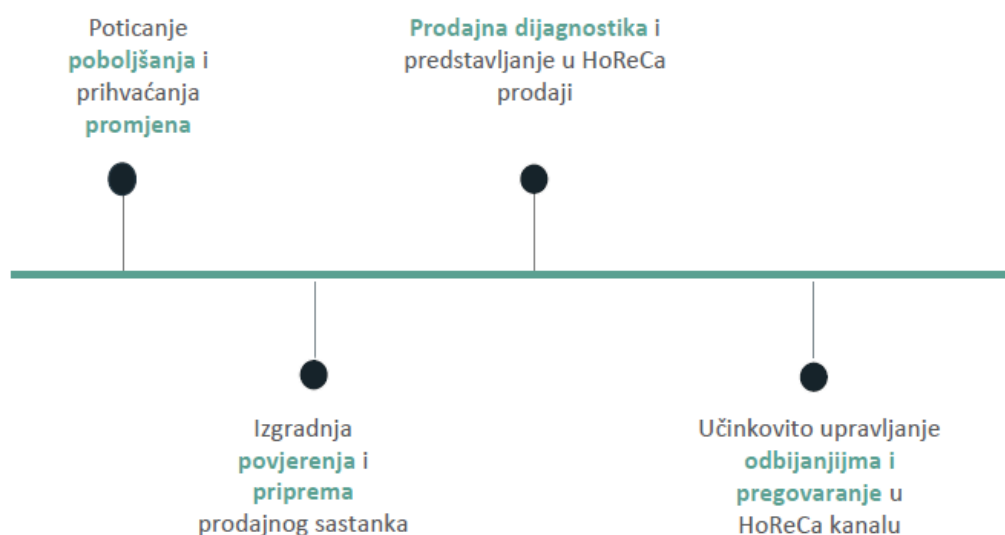 Poticanje
poboljšanja i
prihvaćanja
promjena
Prodajna dijagnostika i
predstavljanje u HoReCa
prodaji
Izgradnja
povjerenja i
priprema
prodajnog sastanka
Učinkovito upravljanje
odbijanjijma i
pregovaranje u
HoReCa kanalu